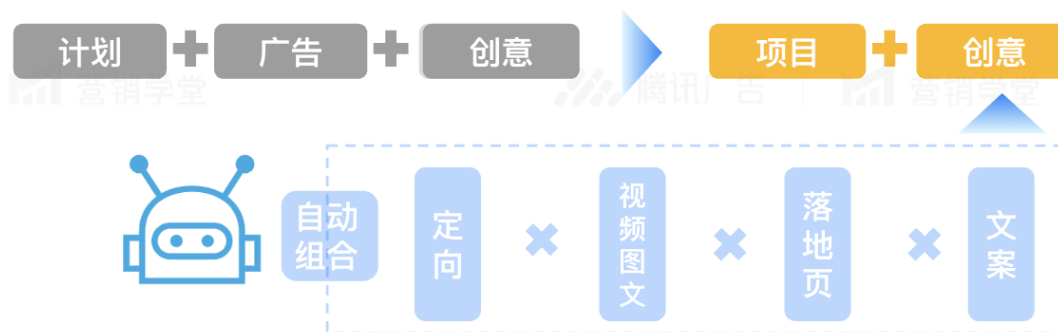 计划 + 广告 + 创意 项目 + 创意
营销学堂 腾讯广告 | 营销学堂
自动组合
定向 × 视频图文 × 落地页 × 文案